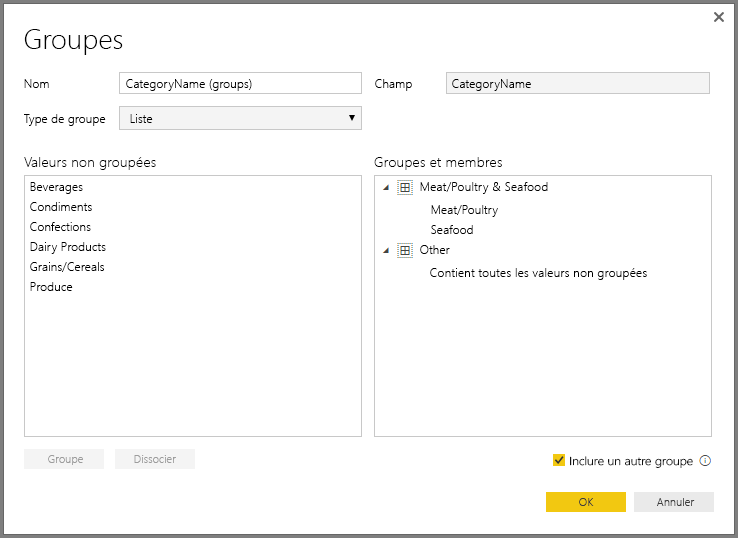 Groupes
Nom CategoryName (groups) Champ CategoryName
Type de groupe Liste
Valeurs non groupées
Beverages
Condiments
Confections
Dairy Products
Grains/Cereals
Produce
Groupes et membres
Meat/Poultry & Seafood
Meat/Poultry
Seafood
Other
Contient toutes les valeurs non groupées
Groupe Dissocier
Inclure un autre groupe
OK Annuler